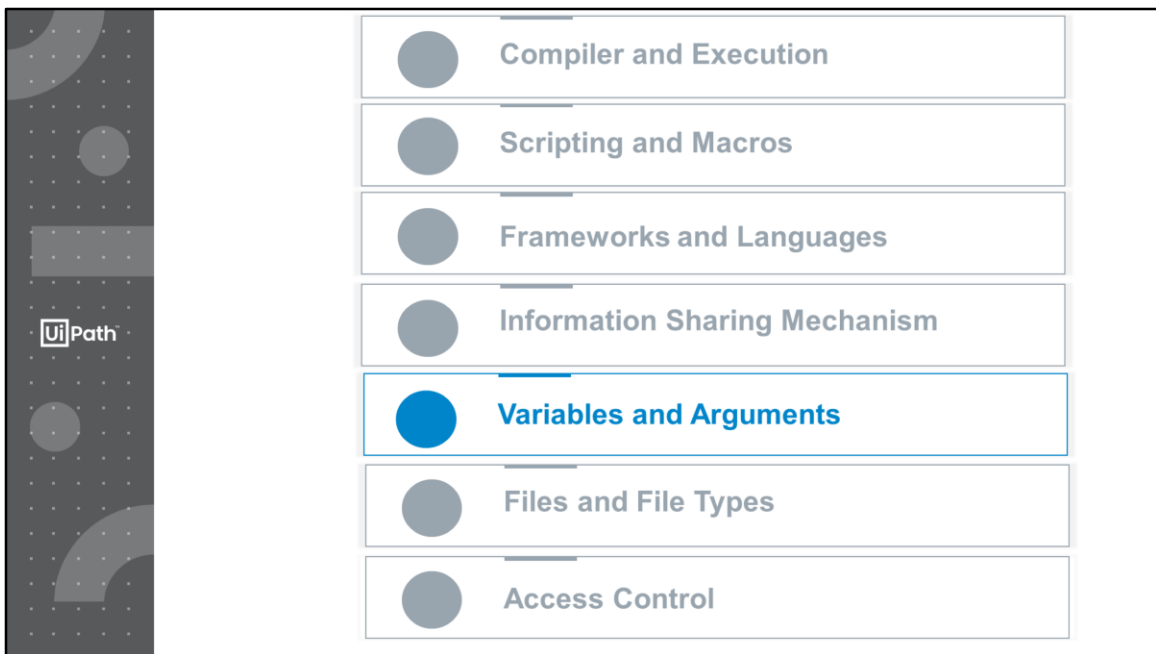 Compiler and Execution
Scripting and Macros
Frameworks and Languages
Information Sharing Mechanism
UiPath™
Variables and Arguments
Files and File Types
Access Control